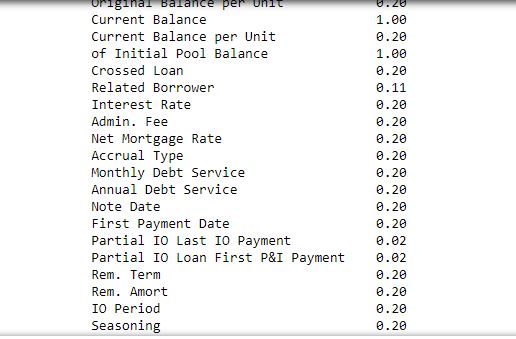 Original Balance per Unit 0.20
Current Balance 1.00
Current Balance per Unit 0.20
of Initial Pool Balance 1.00
Crossed Loan 0.20
Related Borrower 0.11
Interest Rate 0.20
Admin. Fee 0.20
Net Mortgage Rate 0.20
Accrual Type 0.20
Monthly Debt Service 0.20
Annual Debt Service 0.20
Note Date 0.20
First Payment Date 0.20
Partial IO Last IO Payment 0.02
Partial IO Loan First P&I Payment 0.02
Rem. Term 0.20
Rem. Amort 0.20
IO Period 0.20
Seasoning 0.20